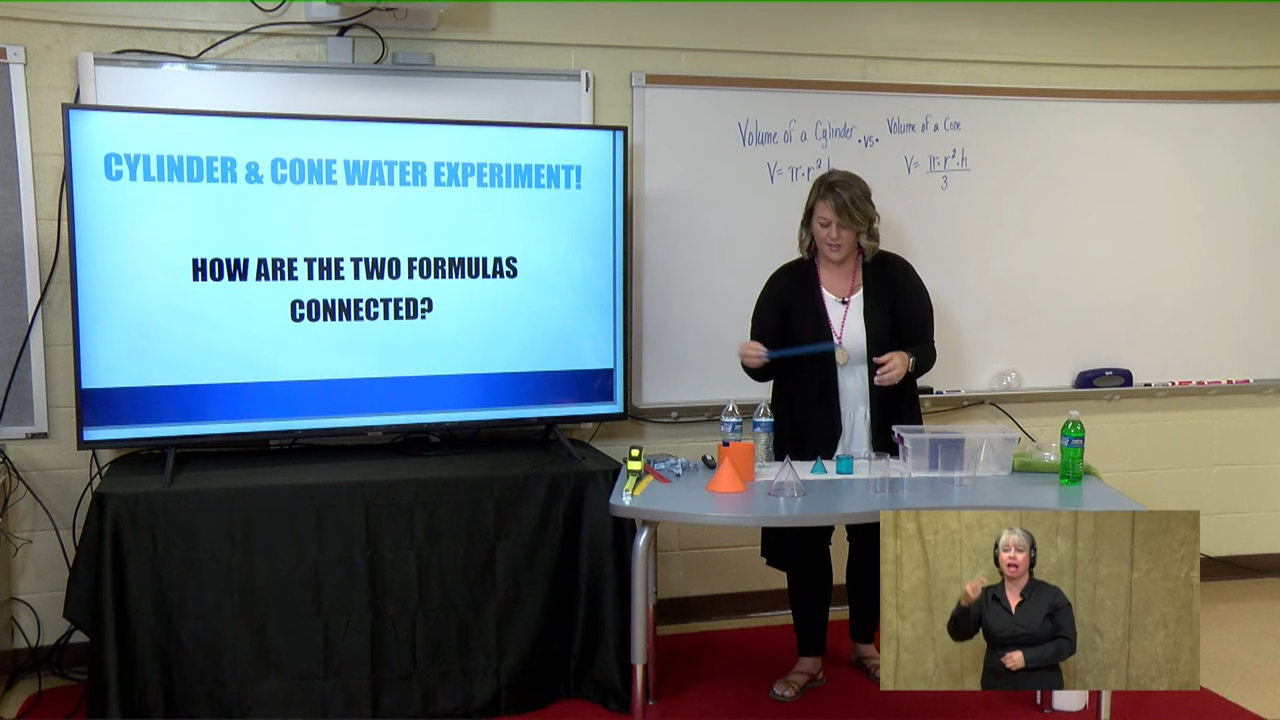 CYLINDER & CONE WATER EXPERIMENT!
HOW ARE THE TWO FORMULAS
CONNECTED?
Volume of a Cylinder .vs. Volume of a Cone
V= π·r²
V= π·r²·h
3